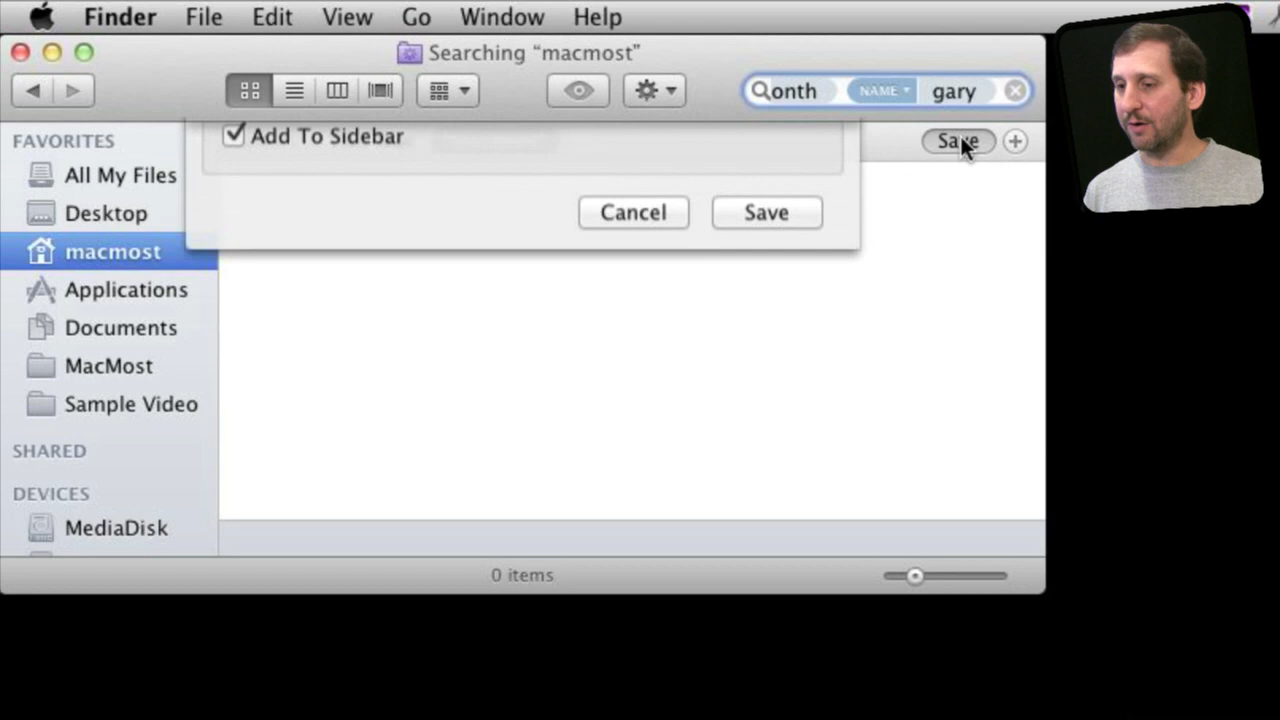 Finder File Edit View Go Window Help
Searching “macmost”
onth NAME gary
FAVORITES
Add To Sidebar
Save
All My Files
Desktop
Cancel Save
macmost
Applications
Documents
MacMost
Sample Video
SHARED
DEVICES
MediaDisk
0 items